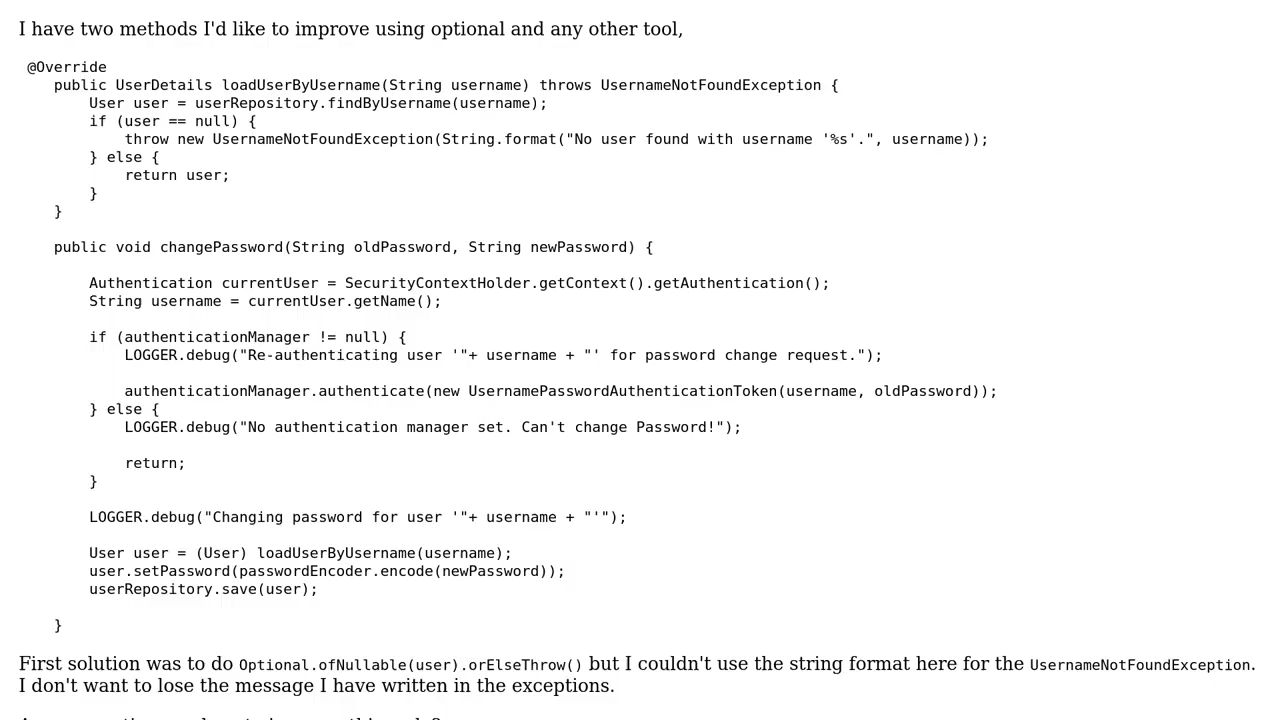 I have two methods I'd like to improve using optional and any other tool,
@Override
public UserDetails loadUserByUsername(String username) throws UsernameNotFoundException {
User user = userRepository.findByUsername(username);
if (user == null) {
throw new UsernameNotFoundException(String.format("No user found with username '%s'.", username));
} else {
return user;
}
}
public void changePassword(String oldPassword, String newPassword) {
Authentication currentUser = SecurityContextHolder.getContext().getAuthentication();
String username = currentUser.getName();
if (authenticationManager != null) {
LOGGER.debug("Re-authenticating user '"+ username + "' for password change request.");
authenticationManager.authenticate(new UsernamePasswordAuthenticationToken(username, oldPassword));
} else {
LOGGER.debug("No authentication manager set. Can't change Password!");
return;
}
LOGGER.debug("Changing password for user '"+ username + "'");
User user = (User) loadUserByUsername(username);
user.setPassword(passwordEncoder.encode(newPassword));
userRepository.save(user);
}
First solution was to do Optional.ofNullable(user).orElseThrow() but I couldn't use the string format here for the UsernameNotFoundException.
I don't want to lose the message I have written in the exceptions.